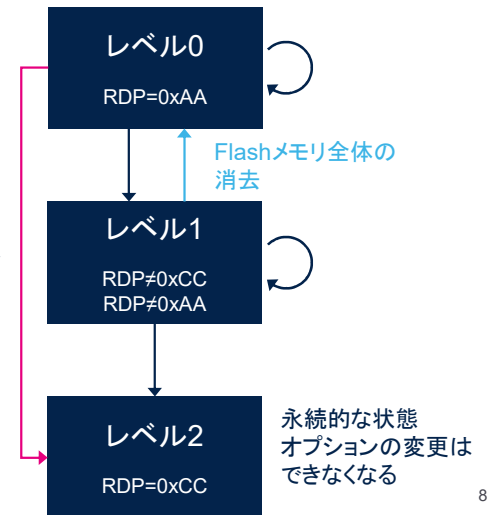 レベル0
RDP=0xAA
Flashメモリ全体の
消去
レベル1
RDP≠0xCC
RDP≠0xAA
レベル2
RDP=0xCC
永続的な状態
オプションの変更は
できなくなる
8